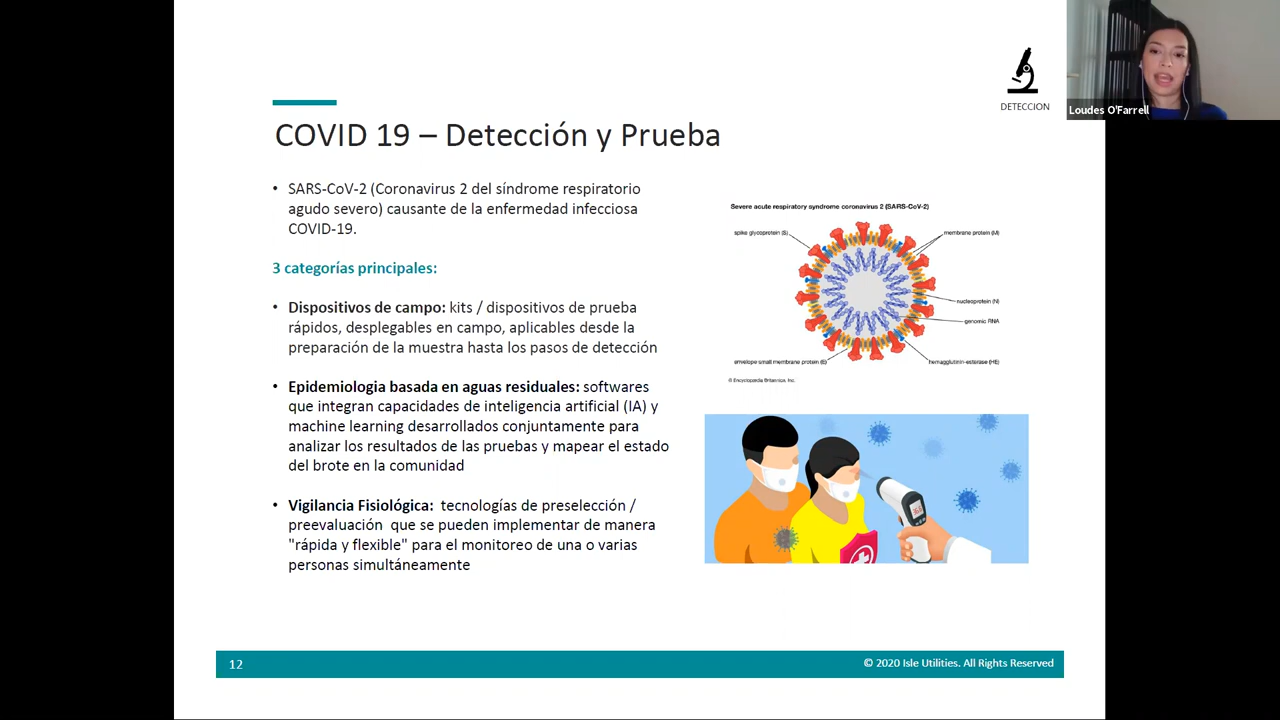 DETECCION
Loudes O'Farrell
COVID 19 – Detección y Prueba
• SARS-CoV-2 (Coronavirus 2 del síndrome respiratorio
agudo severo) causante de la enfermedad infecciosa
COVID-19.
3 categorías principales:
• Dispositivos de campo: kits / dispositivos de prueba
rápidos, desplegables en campo, aplicables desde la
preparación de la muestra hasta los pasos de detección
• Epidemiologia basada en aguas residuales: softwares
que integran capacidades de inteligencia artificial (IA) y
machine learning desarrollados conjuntamente para
analizar los resultados de las pruebas y mapear el estado
del brote en la comunidad
• Vigilancia Fisiológica: tecnologías de preselección /
preevaluación que se pueden implementar de manera
"rápida y flexible" para el monitoreo de una o varias
personas simultáneamente
Severe acute respiratory syndrome coronavirus 2 (SARS-CoV-2)
spike glycoprotein (S)
membrane protein (M)
nucleoprotein (N)
genomic RNA
envelope small membrane protein (E)
hemagglutinin-esterase (HE)
© Encyclopædia Britannica, Inc.
12
© 2020 Isle Utilities. All Rights Reserved